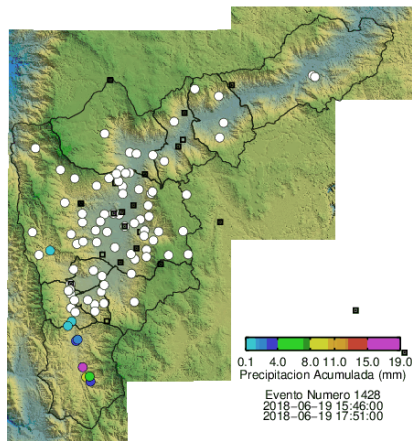 0.1 4.0 8.0 11.0 15.0 19.0
Precipitacion Acumulada (mm)
Evento Numero 1428
2018-06-19 15:46:00
2018-06-19 17:51:00